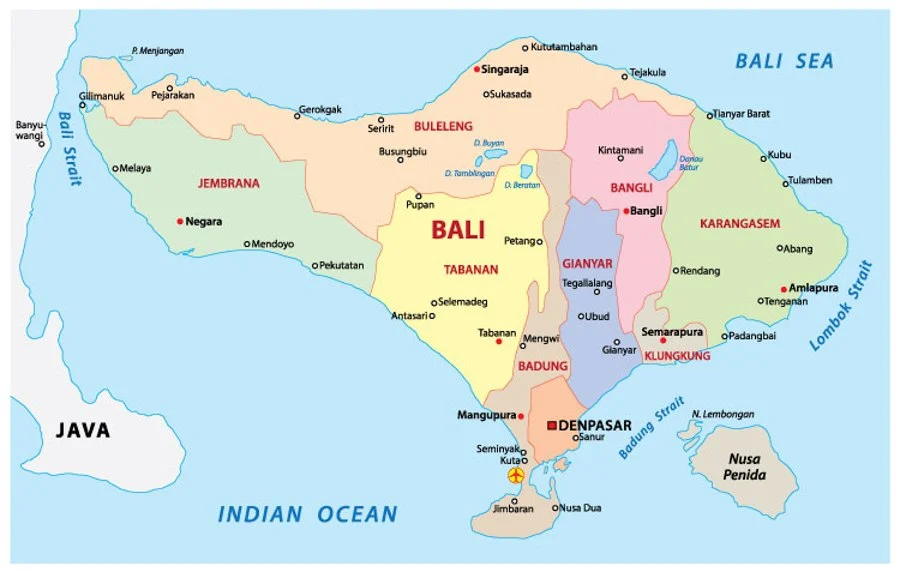 P. Menjangan
Kututambahan
BALI SEA
Singaraja
Tejakula
Gilimanuk
Pejarakan
Sukasada
Gerokgak
Tianyar Barat
Banyu-
wangi
Bali Strait
Seririt
BULELENG
Busungbiu
D. Buyan
Kintamani
Danau
Batur
Kubu
Melaya
D. Tamblingan
D. Beratan
JEMBRANA
BANGLI
Tulamben
Pupan
Bangli
Negara
BALI
KARANGASEM
Mendoyo
Petang
Abang
Pekutatan
TABANAN
GIANYAR
Rendang
Tegallalang
Amlapura
Selemadeg
Tenganan
Antasari
Ubud
Lombok Strait
Tabanan
Mengwi
Semarapura
Padangbai
Gianyar
KLUNGKUNG
BADUNG
Mangupura
DENPASAR
Badung Strait
N. Lembongan
JAVA
Sanur
Seminyak
Kuta
Nusa
Penida
INDIAN OCEAN
Jimbaran
Nusa Dua